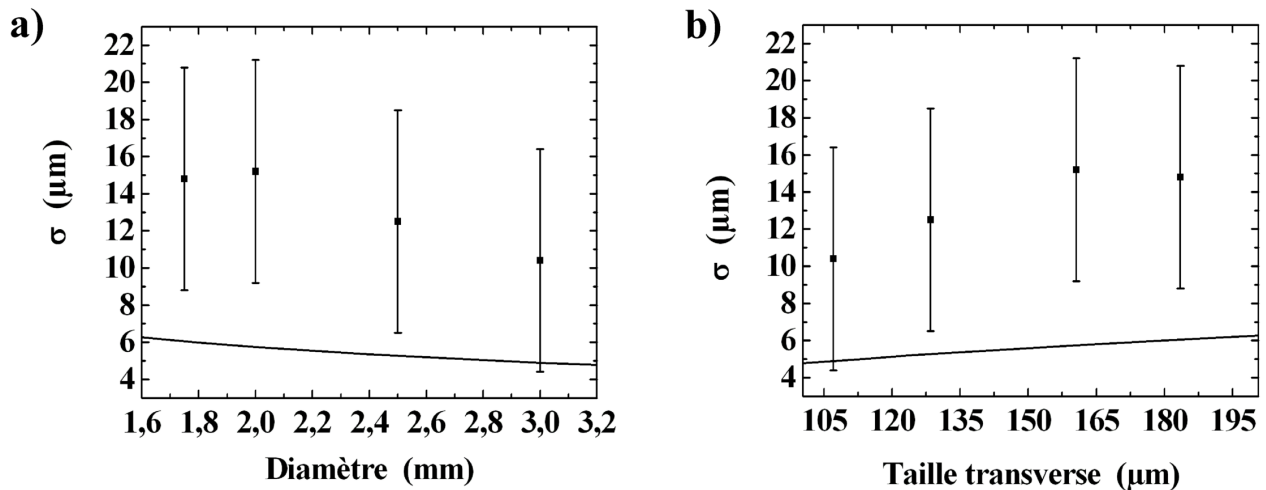 a)
22
20
18
16
14
12
10
8
6
4
σ (μm)
1,6 1,8 2,0 2,2 2,4 2,6 2,8 3,0 3,2
Diamètre (mm)
b)
22
20
18
16
14
12
10
8
6
4
σ (μm)
105 120 135 150 165 180 195
Taille transverse (μm)